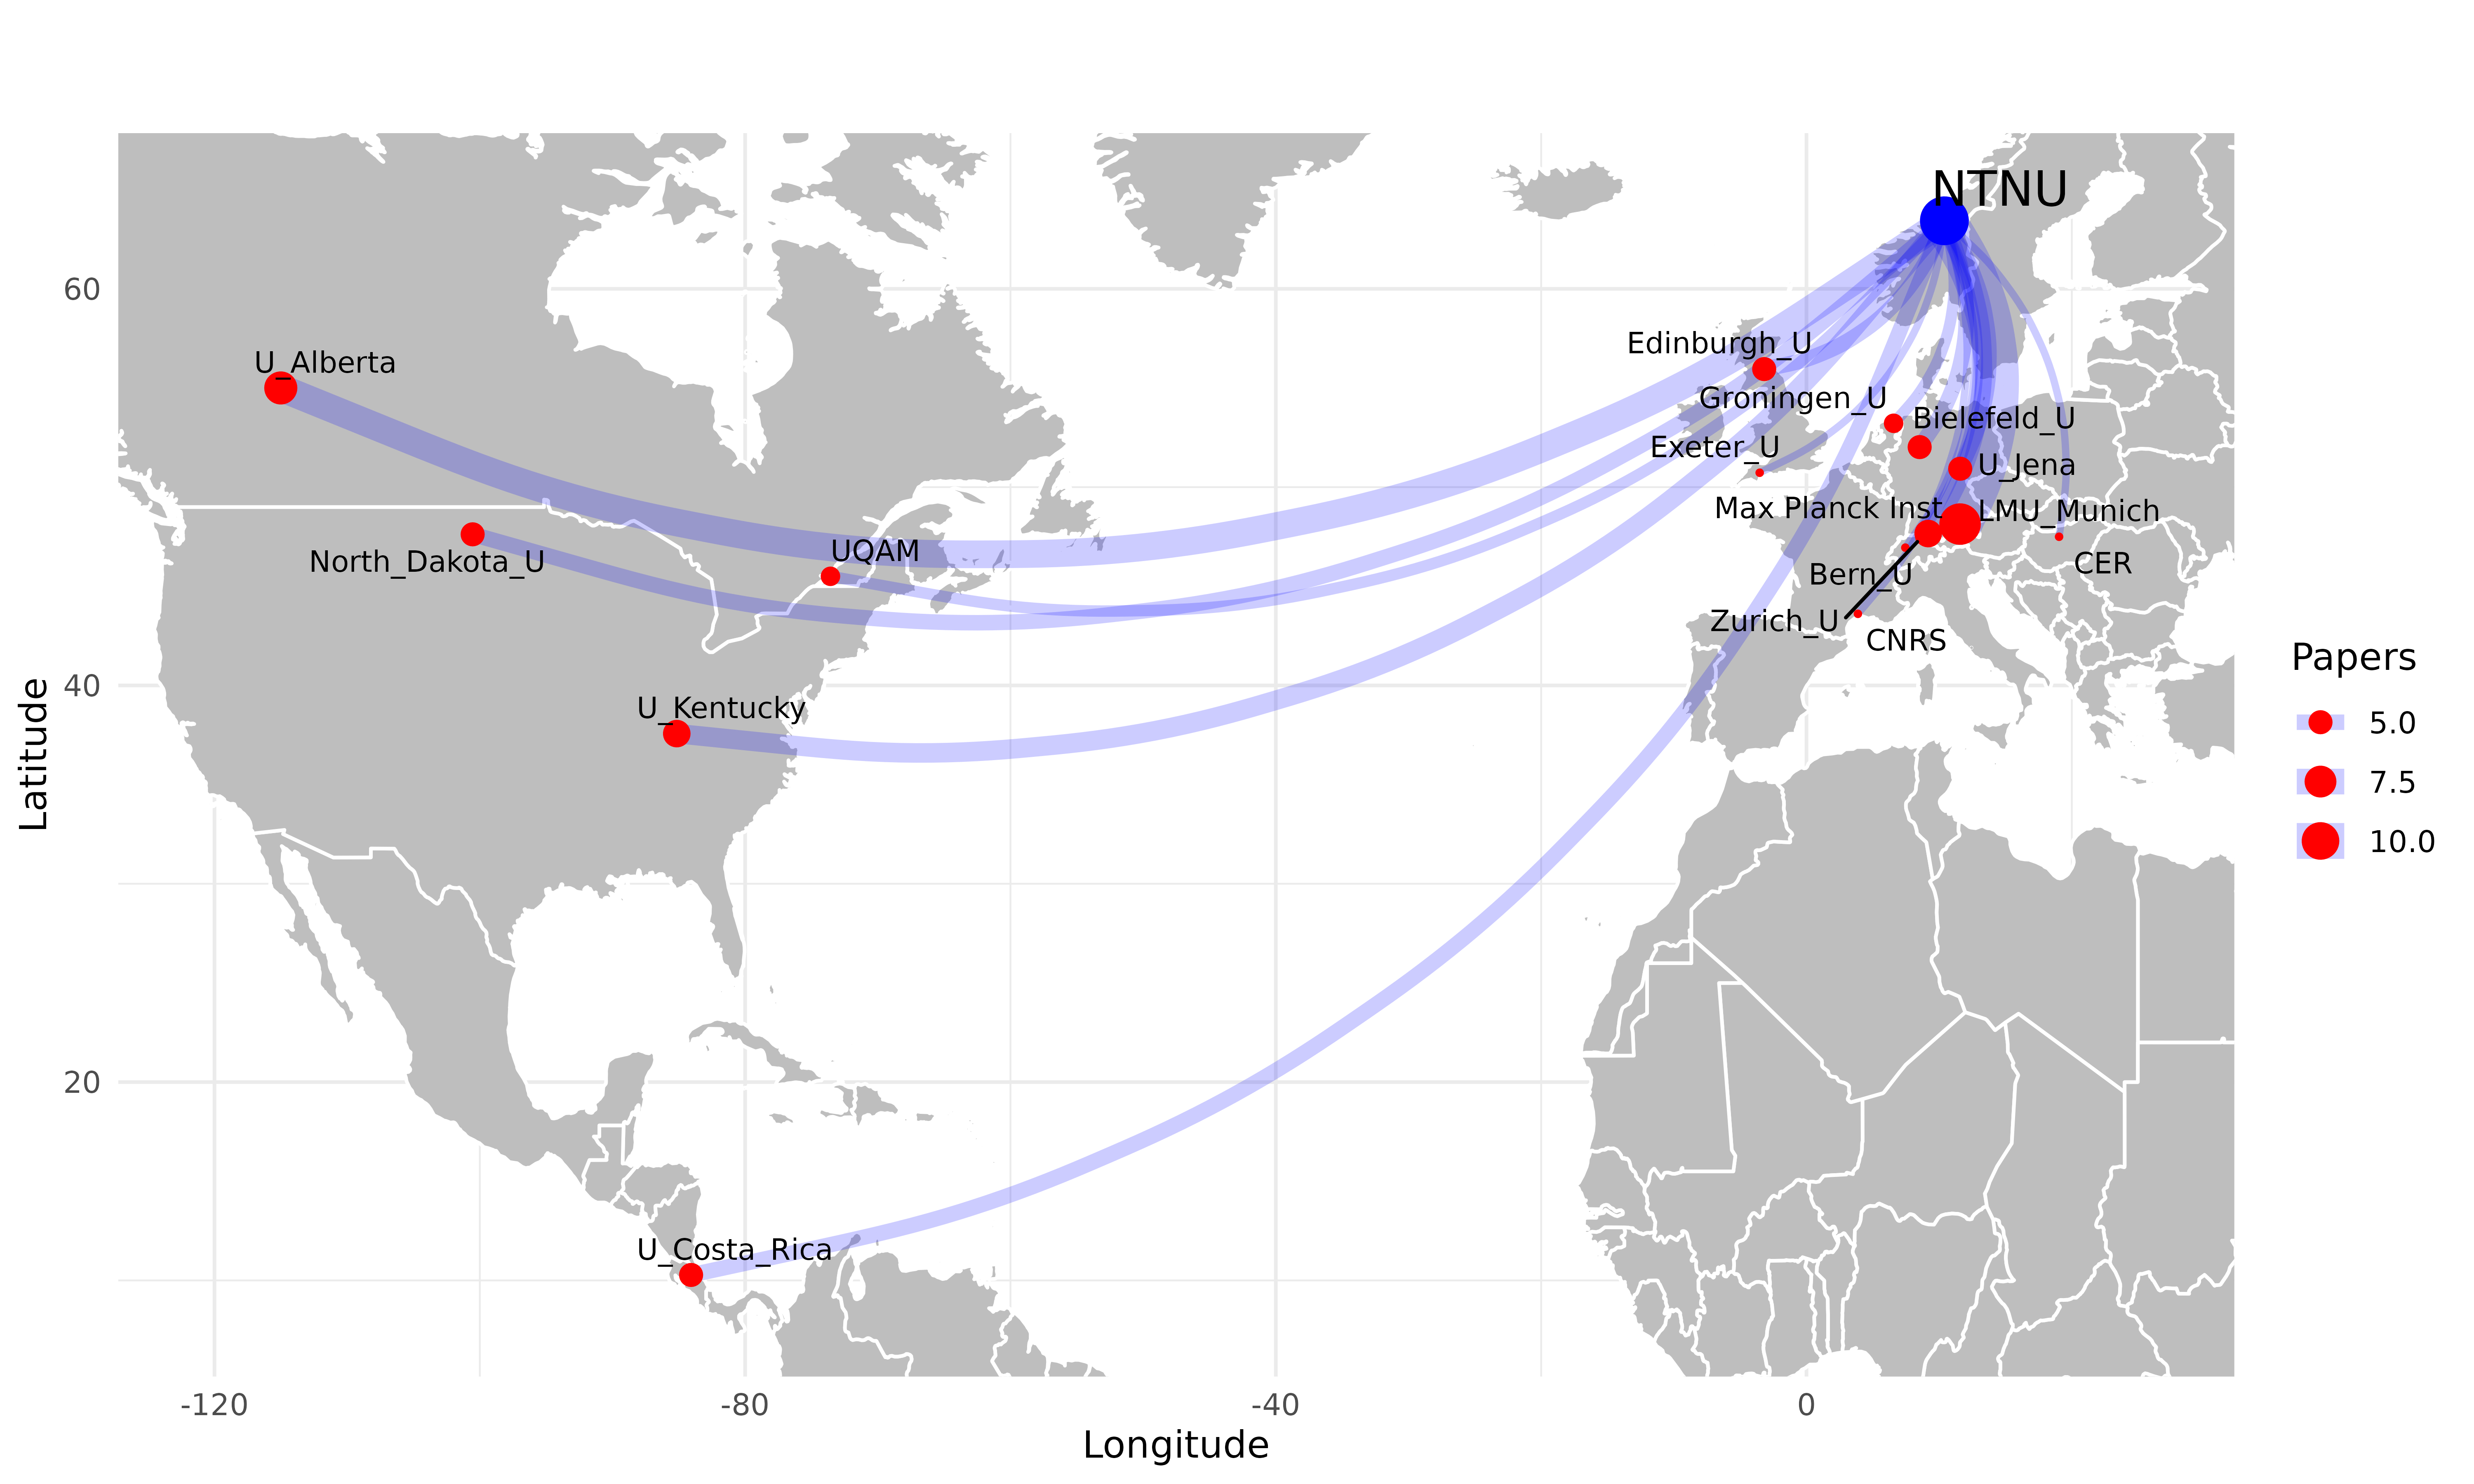 NTNU
60
Edinburgh_U
U_Alberta
Groningen_U
Bielefeld_U
Exeter_U
U_Jena
Max Planck Inst
LMU_Munich
UQAM
North_Dakota_U
CER
Bern_U
Zurich_U
CNRS
40
U_Kentucky
Latitude
Papers
5.0
7.5
10.0
20
U_Costa_Rica
-120
-80
-40
0
Longitude